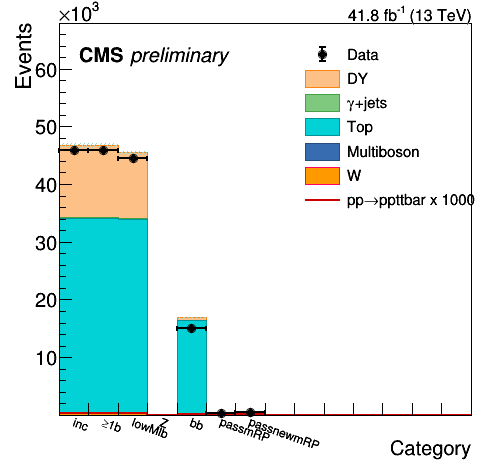 ×10³
41.8 fb⁻¹ (13 TeV)
Events
CMS preliminary
Data
DY
γ+jets
Top
Multiboson
W
pp→ppttbar x 1000
60
50
40
30
20
10
inc
≥1b
lowMib
Z
bb
passmRP
passnewmRP
Category